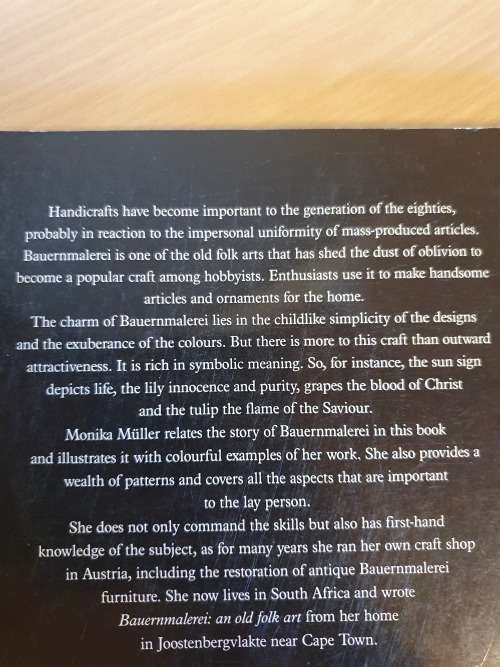 Handicrafts have become important to the generation of the eighties,
probably in reaction to the impersonal uniformity of mass-produced articles.
Bauernmalerei is one of the old folk arts that has shed the dust of oblivion to
become a popular craft among hobbyists. Enthusiasts use it to make handsome
articles and ornaments for the home.
The charm of Bauernmalerei lies in the childlike simplicity of the designs
and the exuberance of the colours. But there is more to this craft than outward
attractiveness. It is rich in symbolic meaning. So, for instance, the sun sign
depicts life, the lily innocence and purity, grapes the blood of Christ
and the tulip the flame of the Saviour.
Monika Müller relates the story of Bauernmalerei in this book
and illustrates it with colourful examples of her work. She also provides a
wealth of patterns and covers all the aspects that are important
to the lay person.
She does not only command the skills but also has first-hand
knowledge of the subject, as for many years she ran her own craft shop
in Austria, including the restoration of antique Bauernmalerei
furniture. She now lives in South Africa and wrote
Bauernmalerei: an old folk art from her home
in Joostenbergvlakte near Cape Town.